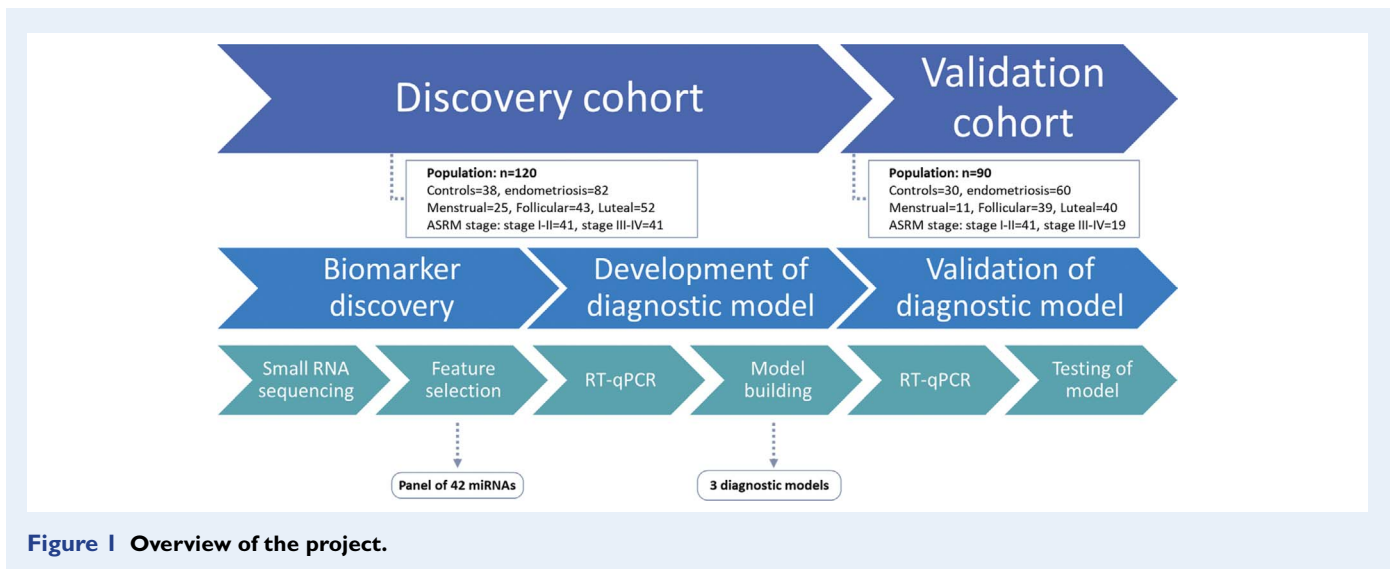 Discovery cohort
Validation
cohort
Population: n=120
Controls=38, endometriosis=82
Menstrual=25, Follicular=43, Luteal=52
ASRM stage: stage I-II=41, stage III-IV=41
Population: n=90
Controls=30, endometriosis=60
Menstrual=11, Follicular=39, Luteal=40
ASRM stage: stage I-II=41, stage III-IV=19
Biomarker
discovery
Development of
diagnostic model
Validation of
diagnostic model
Small RNA
sequencing
Feature
selection
RT-qPCR
Model
building
RT-qPCR
Testing of
model
Panel of 42 miRNAs
3 diagnostic models
Figure 1 Overview of the project.